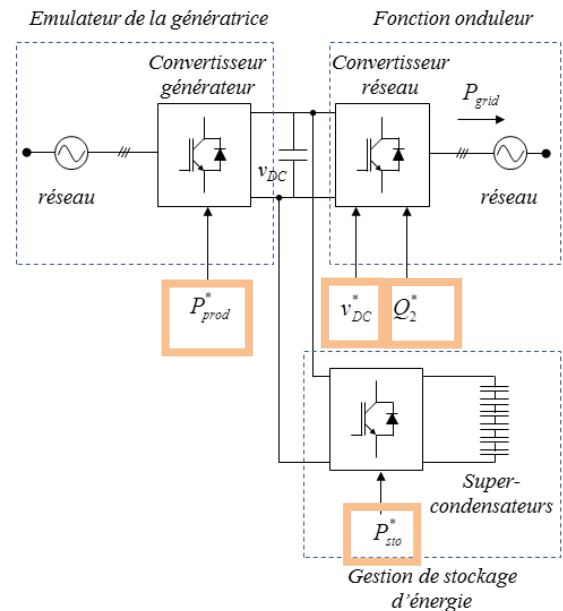 Emulateur de la génératrice
Fonction onduleur
Convertisseur
générateur
Convertisseur
réseau
P_grid
v_DC
réseau
réseau
P*_prod
v*_DC
Q*_2
Super-
condensateurs
P*_sto
Gestion de stockage
d'énergie